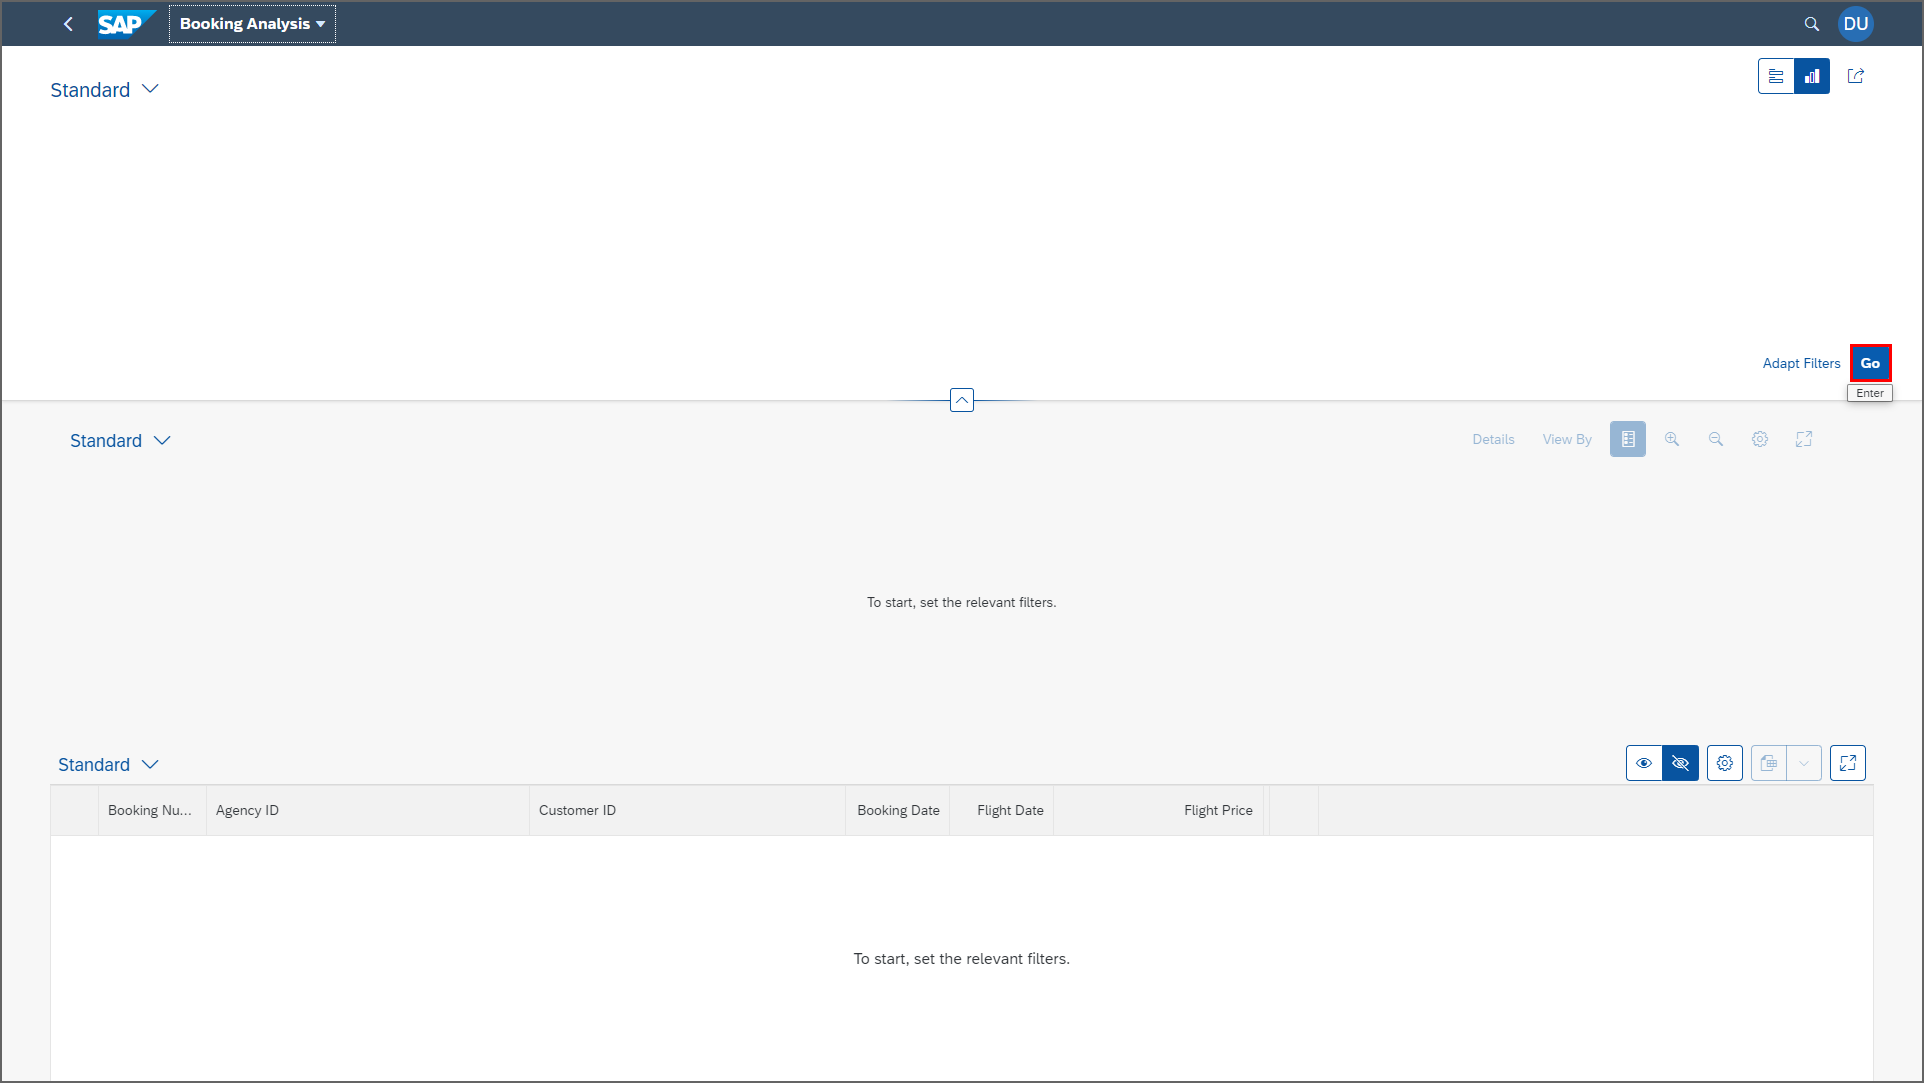 SAP Booking Analysis DU
Standard
Adapt Filters Go
Enter
Standard Details View By
To start, set the relevant filters.
Standard
Booking Nu... Agency ID Customer ID Booking Date Flight Date Flight Price
To start, set the relevant filters.